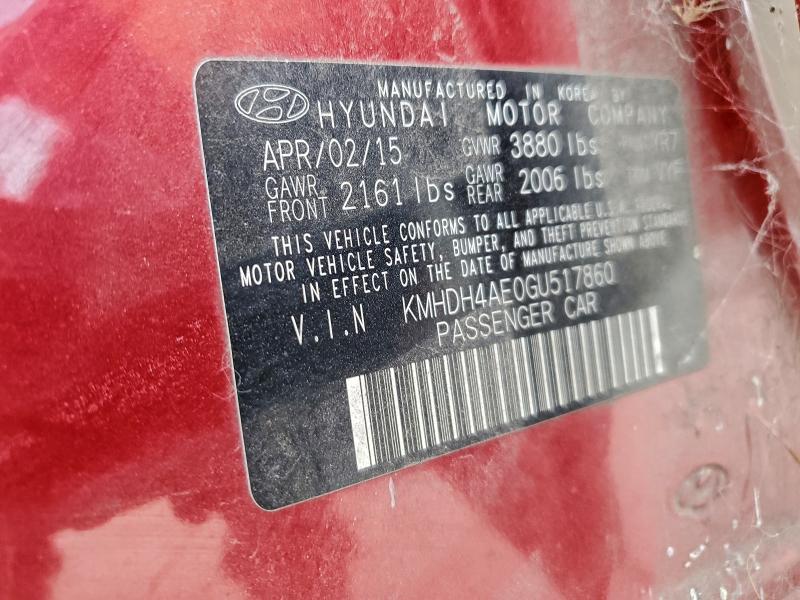 MANUFACTURED IN KOREA BY
HYUNDAI MOTOR COMPANY
APR/02/15 GVWR 3880 lbs YR7
GAWR FRONT 2161 lbs GAWR REAR 2006 lbs
THIS VEHICLE CONFORMS TO ALL APPLICABLE U.S.A. FEDERAL
MOTOR VEHICLE SAFETY, BUMPER, AND THEFT PREVENTION STANDARDS
IN EFFECT ON THE DATE OF MANUFACTURE SHOWN ABOVE.
V.I.N KMHDH4AE0GU517860
PASSENGER CAR